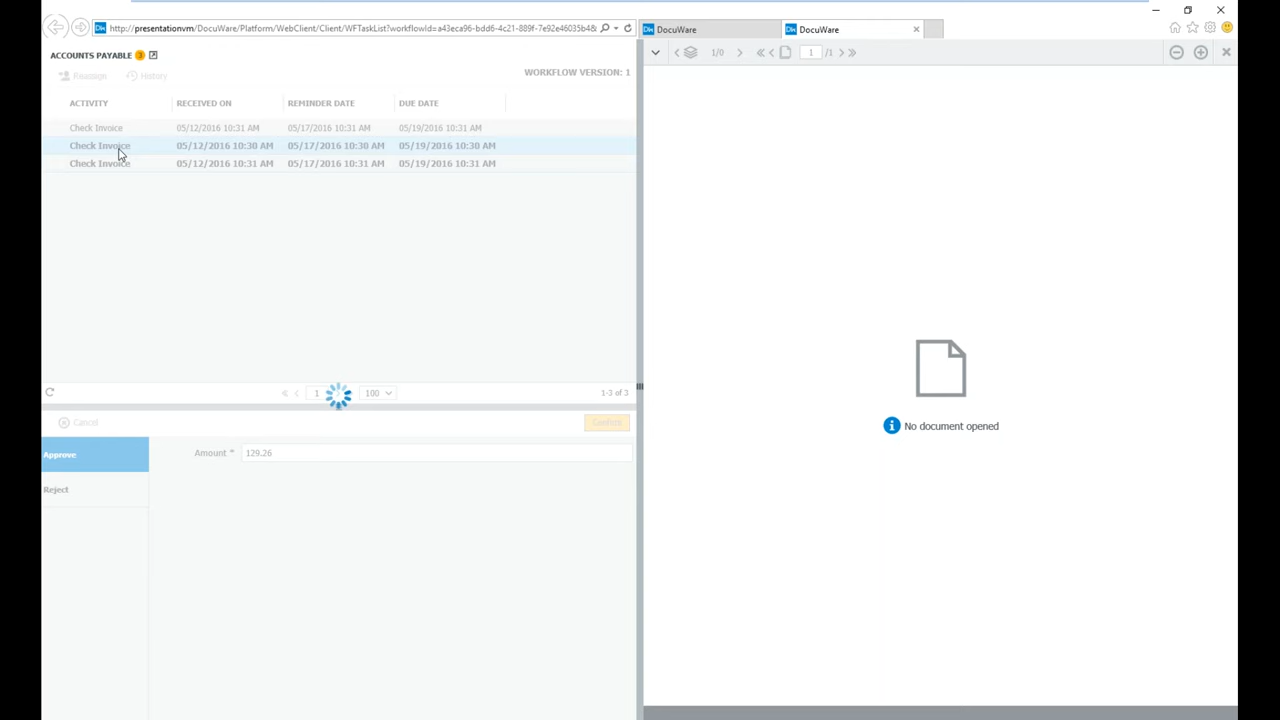 http://presentationvm/DocuWare/Platform/WebClient/Client/WFTaskList?workflowId=a43eca96-bdd6-4c21-889f-7e92e46035b4&
DocuWare
DocuWare
ACCOUNTS PAYABLE 3
1/0
1 /1
Reassign History
WORKFLOW VERSION: 1
ACTIVITY RECEIVED ON REMINDER DATE DUE DATE
Check Invoice 05/12/2016 10:31 AM 05/17/2016 10:31 AM 05/19/2016 10:31 AM
Check Invoice 05/12/2016 10:30 AM 05/17/2016 10:30 AM 05/19/2016 10:30 AM
Check Invoice 05/12/2016 10:31 AM 05/17/2016 10:31 AM 05/19/2016 10:31 AM
1 100 1-3 of 3
Cancel Confirm
Approve
Amount * 129.26
Reject
No document opened